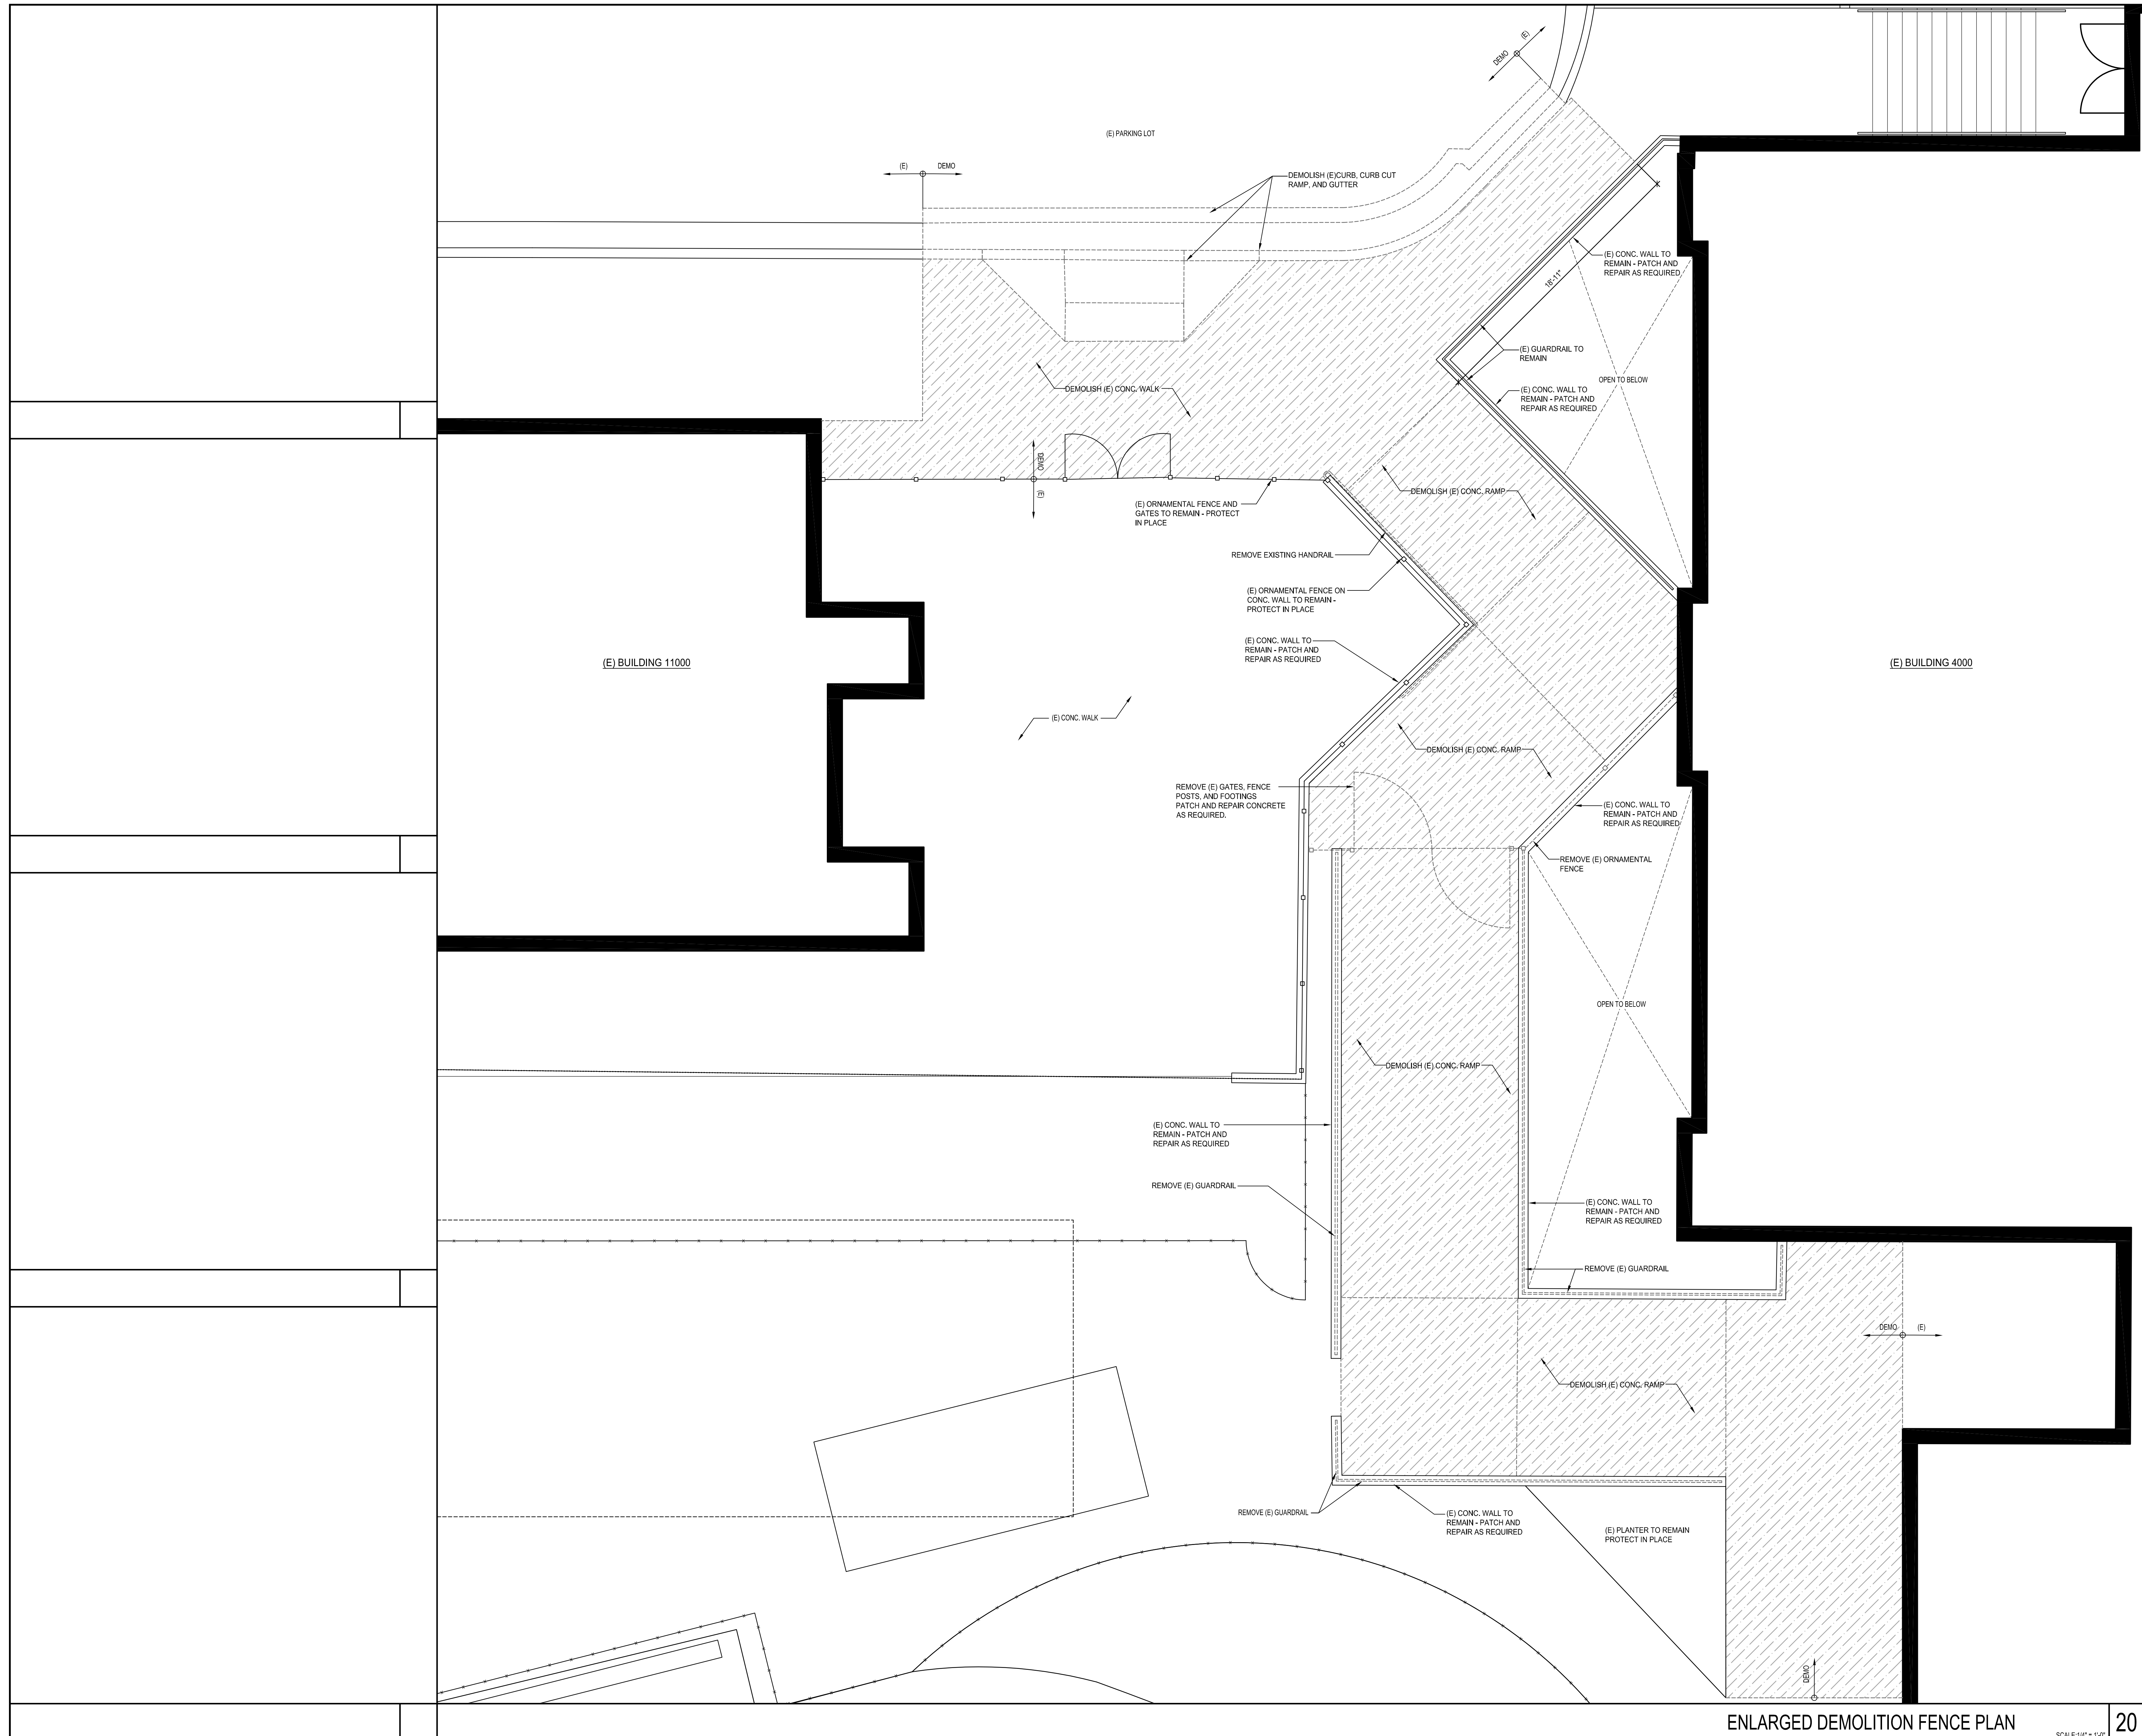 (E)
DEMO
(E) PARKING LOT
(E)
DEMO
DEMOLISH (E)CURB, CURB CUT
RAMP, AND GUTTER
(E) CONC. WALL TO
REMAIN - PATCH AND
REPAIR AS REQUIRED
18'-11"
(E) GUARDRAIL TO
REMAIN
OPEN TO BELOW
DEMOLISH (E) CONC. WALK
(E) CONC. WALL TO
REMAIN - PATCH AND
REPAIR AS REQUIRED
DEMO
(E)
DEMOLISH (E) CONC. RAMP
(E) ORNAMENTAL FENCE AND
GATES TO REMAIN - PROTECT
IN PLACE
REMOVE EXISTING HANDRAIL
(E) ORNAMENTAL FENCE ON
CONC. WALL TO REMAIN -
PROTECT IN PLACE
(E) CONC. WALL TO
REMAIN - PATCH AND
REPAIR AS REQUIRED
(E) BUILDING 11000
(E) BUILDING 4000
(E) CONC. WALK
DEMOLISH (E) CONC. RAMP
REMOVE (E) GATES, FENCE
POSTS, AND FOOTINGS
PATCH AND REPAIR CONCRETE
AS REQUIRED.
(E) CONC. WALL TO
REMAIN - PATCH AND
REPAIR AS REQUIRED
REMOVE (E) ORNAMENTAL
FENCE
OPEN TO BELOW
DEMOLISH (E) CONC. RAMP
(E) CONC. WALL TO
REMAIN - PATCH AND
REPAIR AS REQUIRED
REMOVE (E) GUARDRAIL
(E) CONC. WALL TO
REMAIN - PATCH AND
REPAIR AS REQUIRED
REMOVE (E) GUARDRAIL
DEMO
(E)
DEMOLISH (E) CONC. RAMP
REMOVE (E) GUARDRAIL
(E) CONC. WALL TO
REMAIN - PATCH AND
REPAIR AS REQUIRED
(E) PLANTER TO REMAIN
PROTECT IN PLACE
DEMO
ENLARGED DEMOLITION FENCE PLAN
20
SCALE:1/4" = 1'-0"